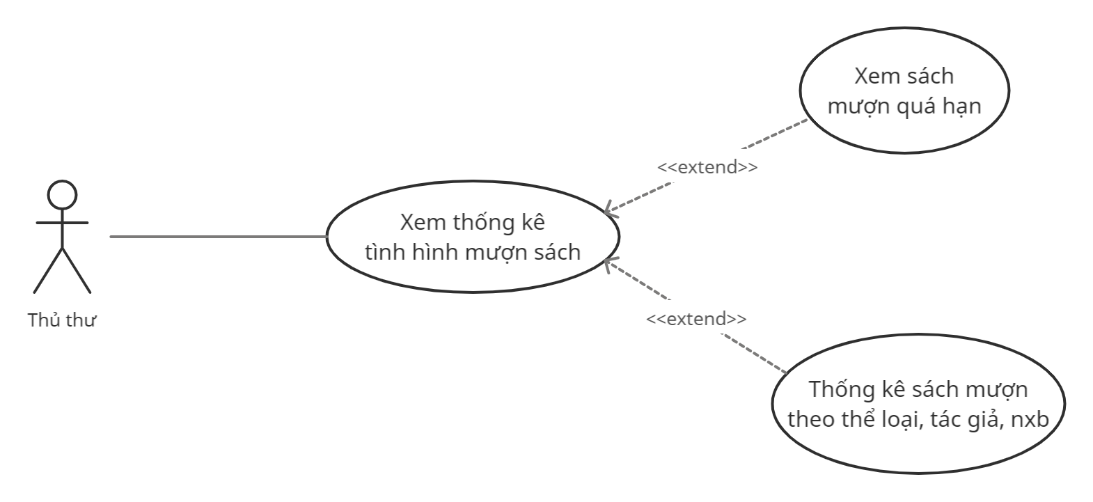 Xem sách
mượn quá hạn
<<extend>>
Xem thống kê
tình hình mượn sách
Thủ thư
<<extend>>
Thống kê sách mượn
theo thể loại, tác giả, nxb